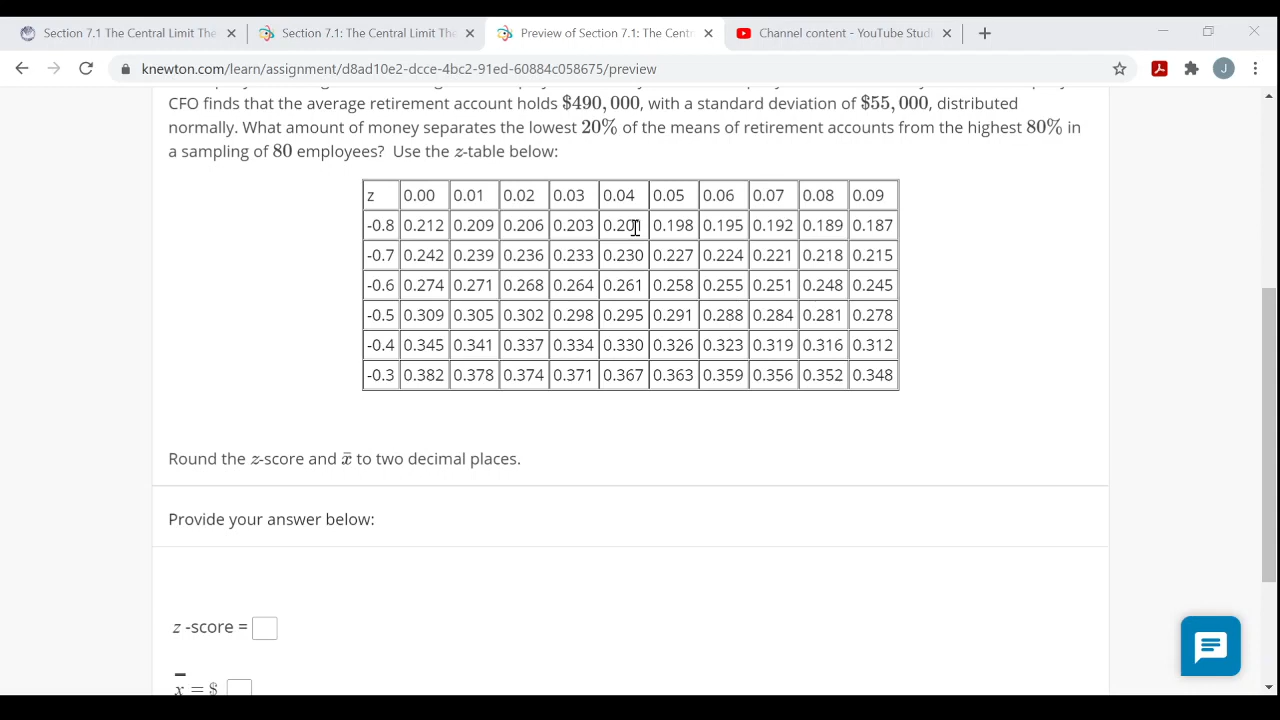 Section 7.1 The Central Limit The
Section 7.1: The Central Limit The
Preview of Section 7.1: The Cent
Channel content - YouTube Studi
knewton.com/learn/assignment/d8ad10e2-dcce-4bc2-91ed-60884c058675/preview
J
CFO finds that the average retirement account holds $490,000, with a standard deviation of $55,000, distributed
normally. What amount of money separates the lowest 20% of the means of retirement accounts from the highest 80% in
a sampling of 80 employees? Use the z-table below:
z 0.00 0.01 0.02 0.03 0.04 0.05 0.06 0.07 0.08 0.09
-0.8 0.212 0.209 0.206 0.203 0.200 0.198 0.195 0.192 0.189 0.187
-0.7 0.242 0.239 0.236 0.233 0.230 0.227 0.224 0.221 0.218 0.215
-0.6 0.274 0.271 0.268 0.264 0.261 0.258 0.255 0.251 0.248 0.245
-0.5 0.309 0.305 0.302 0.298 0.295 0.291 0.288 0.284 0.281 0.278
-0.4 0.345 0.341 0.337 0.334 0.330 0.326 0.323 0.319 0.316 0.312
-0.3 0.382 0.378 0.374 0.371 0.367 0.363 0.359 0.356 0.352 0.348
Round the z-score and x̄ to two decimal places.
Provide your answer below:
z -score =
x̄ = $